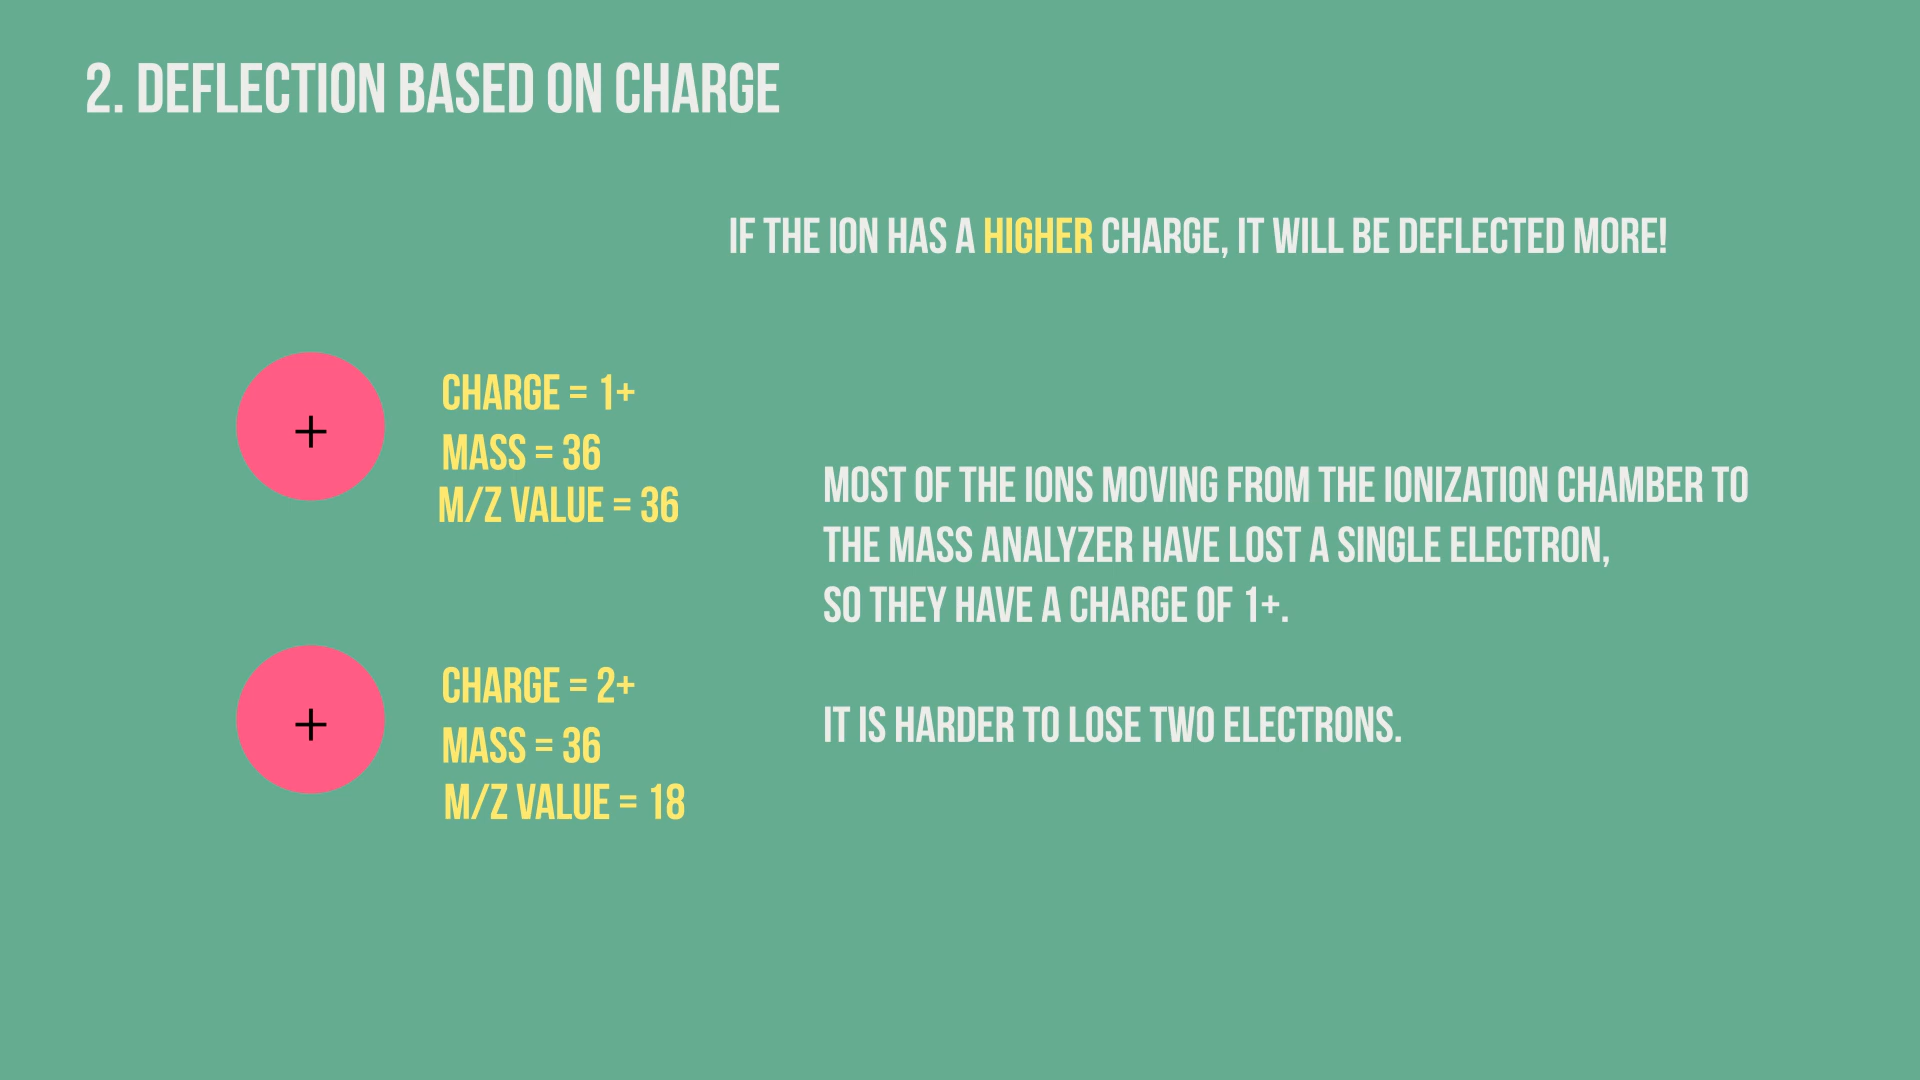 2. DEFLECTION BASED ON CHARGE
IF THE ION HAS A HIGHER CHARGE, IT WILL BE DEFLECTED MORE!
+
CHARGE = 1+
MASS = 36
M/Z VALUE = 36
MOST OF THE IONS MOVING FROM THE IONIZATION CHAMBER TO
THE MASS ANALYZER HAVE LOST A SINGLE ELECTRON,
SO THEY HAVE A CHARGE OF 1+.
+
CHARGE = 2+
MASS = 36
M/Z VALUE = 18
IT IS HARDER TO LOSE TWO ELECTRONS.